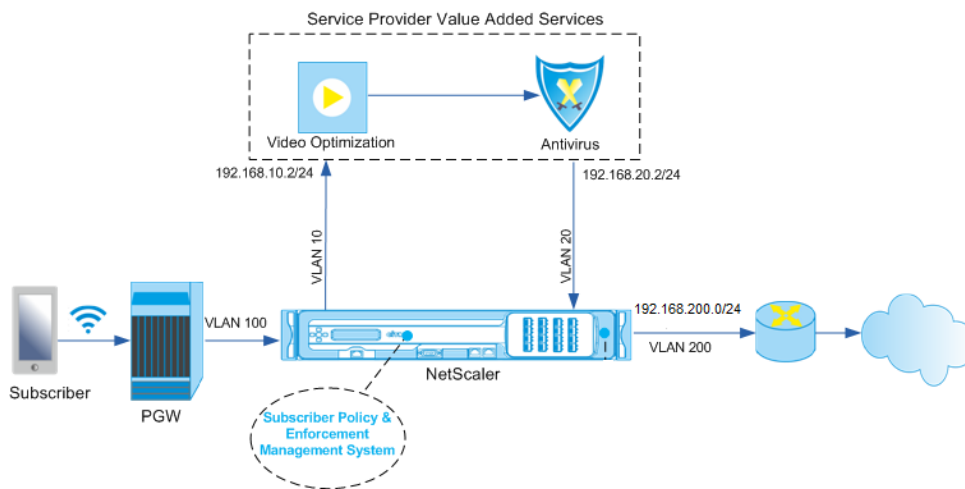 Service Provider Value Added Services
Video Optimization
Antivirus
192.168.10.2/24
192.168.20.2/24
VLAN 10
VLAN 20
VLAN 100
192.168.200.0/24
VLAN 200
NetScaler
Subscriber
PGW
Subscriber Policy &
Enforcement
Management System